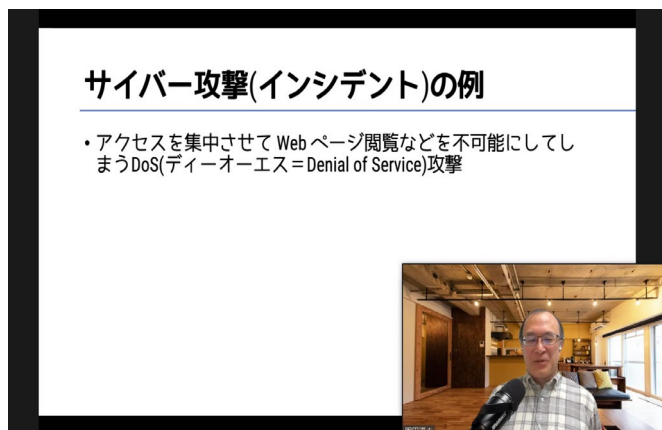 サイバー攻撃(インシデント)の例
• アクセスを集中させて Web ページ閲覧などを不可能にしてし
まうDoS(ディーオーエス＝Denial of Service)攻撃